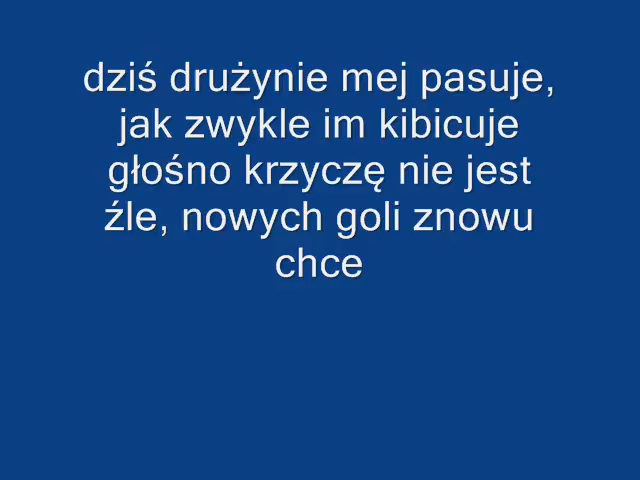 dziś drużynie mej pasuje,
jak zwykle im kibicuje
głośno krzyczę nie jest
źle, nowych goli znowu
chce